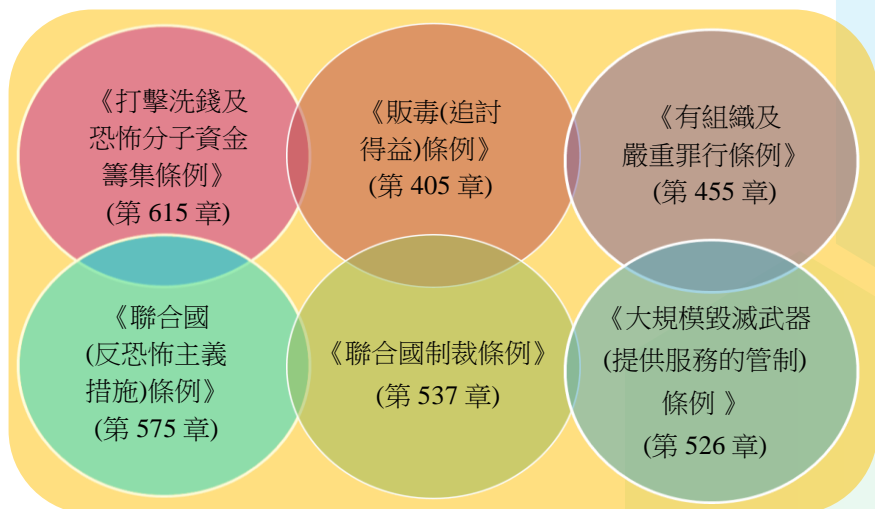 《打擊洗錢及
恐怖分子資金
籌集條例》
(第 615 章)
《販毒(追討
得益)條例》
(第 405 章)
《有組織及
嚴重罪行條例》
(第 455 章)
《聯合國
(反恐怖主義
措施)條例》
(第 575 章)
《聯合國制裁條例》
(第 537 章)
《大規模毀滅武器
(提供服務的管制)
條例 》
(第 526 章)